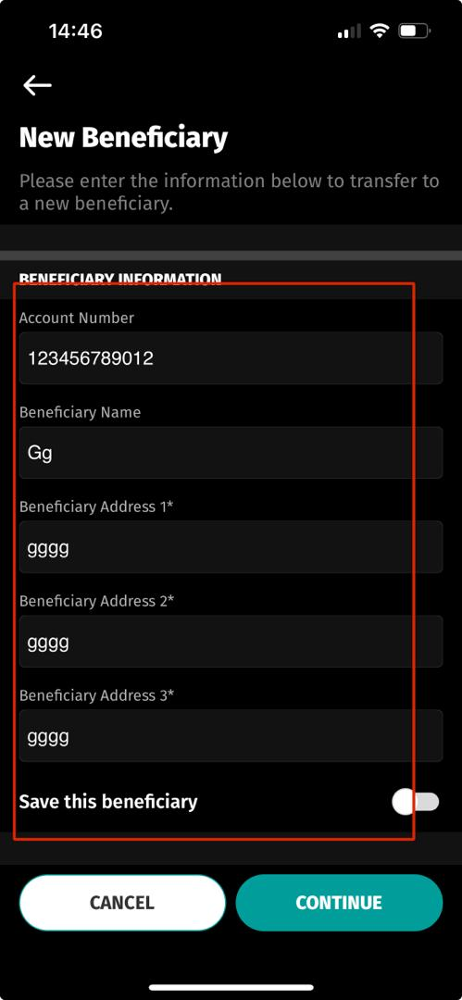 14:46
New Beneficiary
Please enter the information below to transfer to
a new beneficiary.
BENEFICIARY INFORMATION
Account Number
123456789012
Beneficiary Name
Gg
Beneficiary Address 1*
gggg
Beneficiary Address 2*
gggg
Beneficiary Address 3*
gggg
Save this beneficiary
CANCEL
CONTINUE